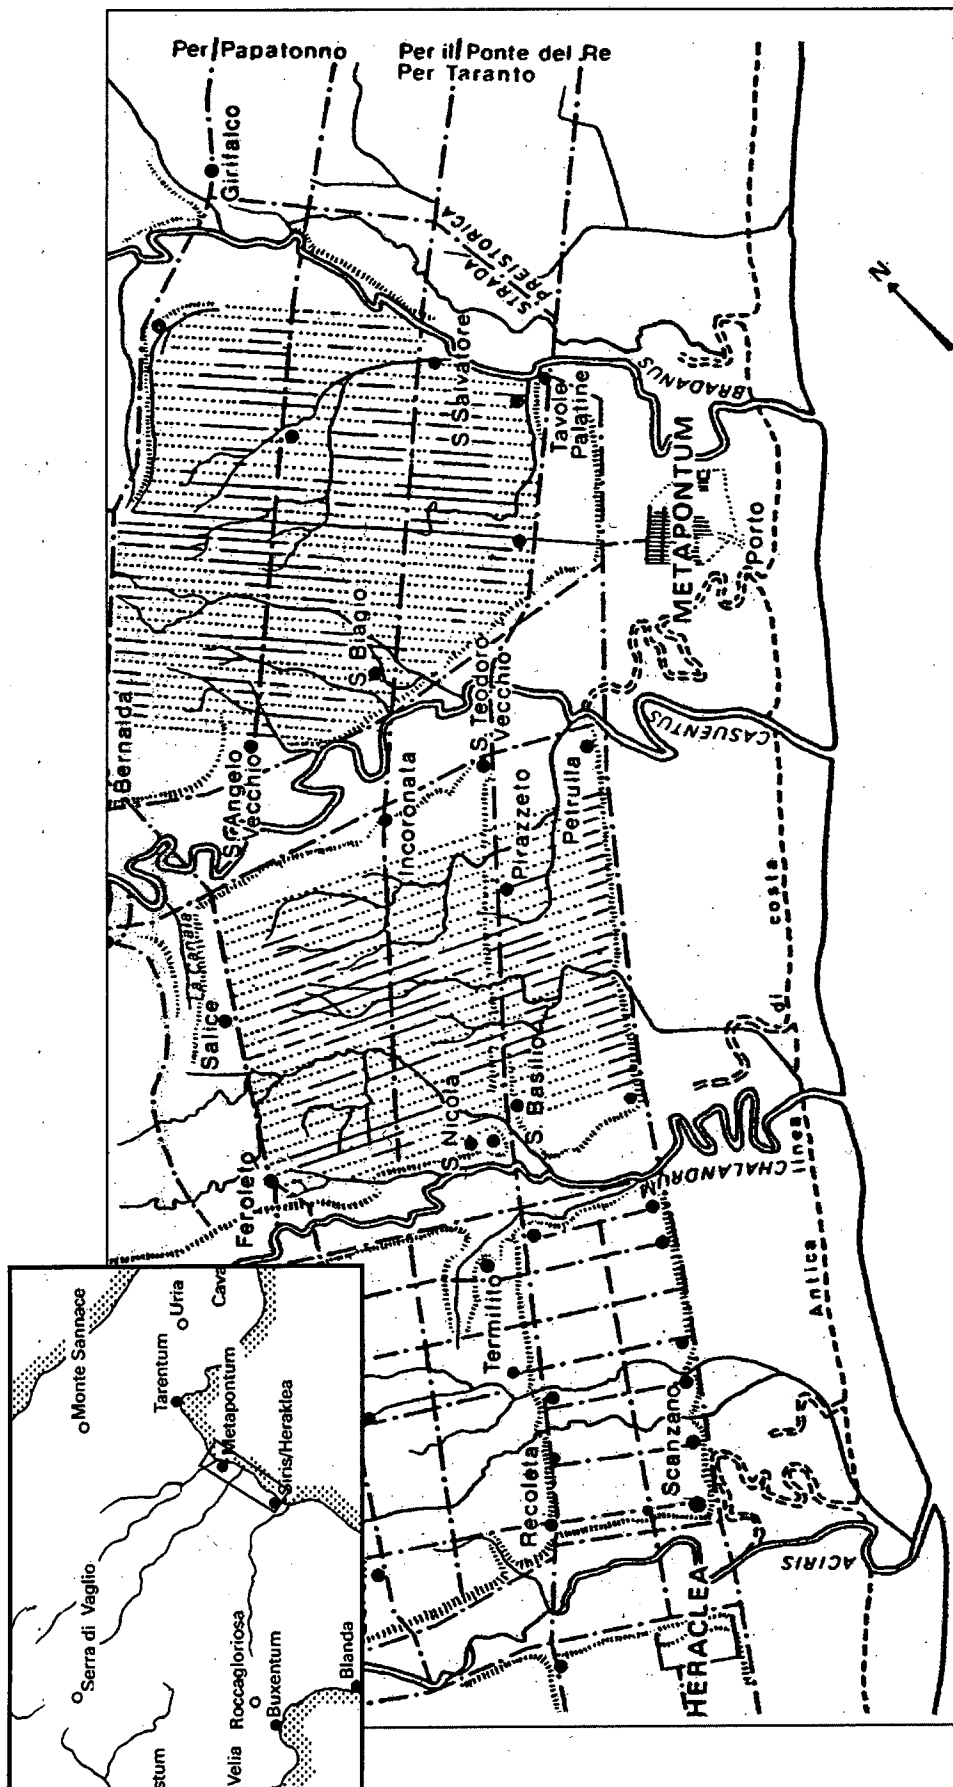 Per Papatonno
Per il Ponte del Re
Per Taranto
Girifalco
STRADA
PREISTORICA
N
S. Salvatore
Tavole
Palatine
BRADANUS
METAPONTUM
Porto
S. Biagio
S. Teodoro
Vecchio
CASUENTUS
Bernalda
S. Angelo
Vecchio
Incoronata
Pirazzeto
Petrulla
La Canala
Salice
Feroleto
S. Nicola
S. Basilio
CHALANDRUM
Antica linea di costa
Termilito
Recoleta
Scanzano
HERACLEA
ACIRIS
Monte Sannace
Uria
Cava
Tarentum
Metapontum
Siris/Heraklea
Serra di Vaglio
Roccagloriosa
Buxentum
Blanda
Velia
stum